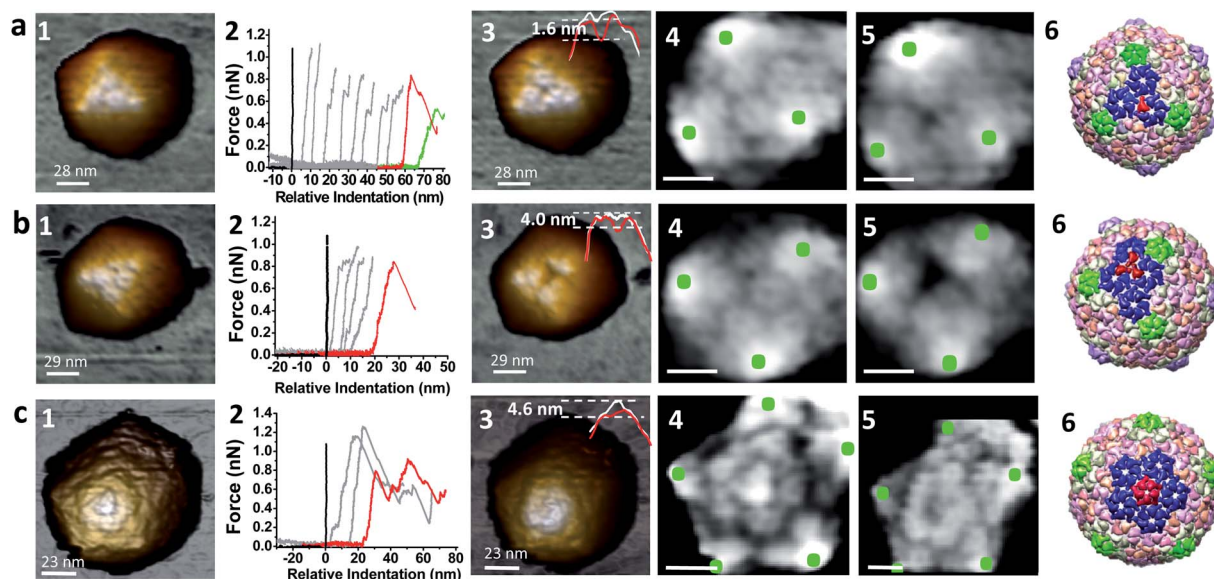 a
1
28 nm
2
Force (nN)
1.2
1.0
0.8
0.6
0.4
0.2
0.0
-10 0 10 20 30 40 50 60 70 80
Relative Indentation (nm)
3
1.6 nm
28 nm
4
5
6
b
1
29 nm
2
Force (nN)
1.2
1.0
0.8
0.6
0.4
0.2
0.0
-20 -10 0 10 20 30 40 50
Relative Indentation (nm)
3
4.0 nm
29 nm
4
5
6
c
1
23 nm
2
Force (nN)
1.4
1.2
1.0
0.8
0.6
0.4
0.2
0.0
-20 0 20 40 60 80
Relative Indentation (nm)
3
4.6 nm
23 nm
4
5
6